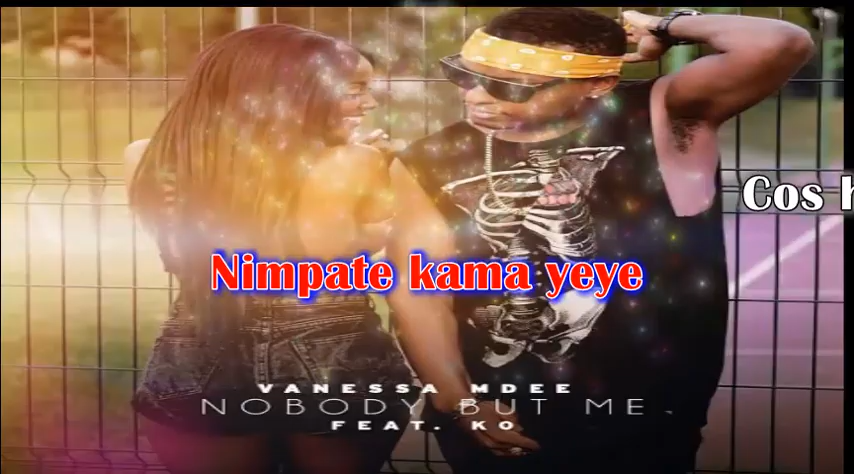 Cos
Nimpate kama yeye
VANESSA MDEE
NOBODY BUT ME
FEAT. KO